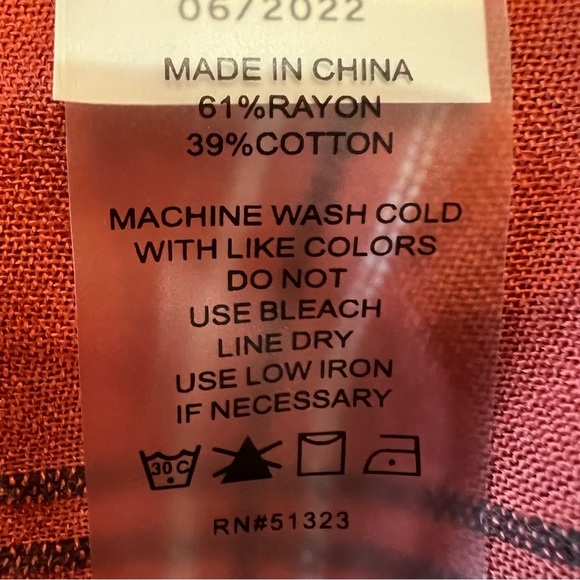 06/2022
MADE IN CHINA
61%RAYON
39%COTTON
MACHINE WASH COLD
WITH LIKE COLORS
DO NOT
USE BLEACH
LINE DRY
USE LOW IRON
IF NECESSARY
30 C
RN#51323